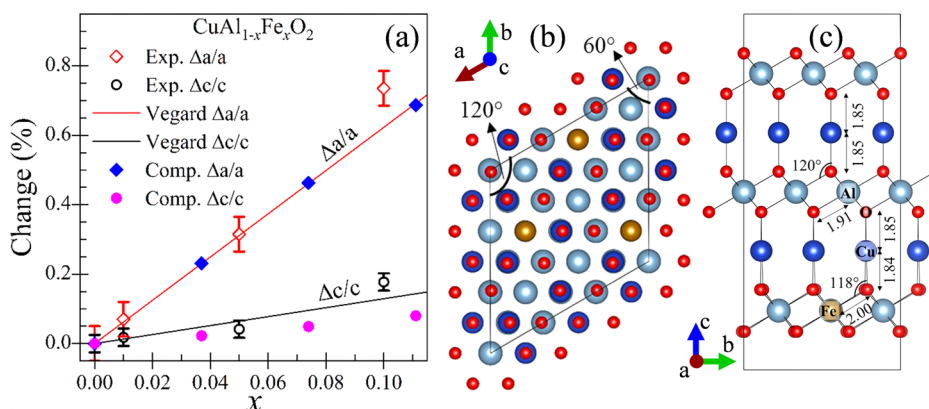 CuAl1-xFexO2
(a)
Exp. Δa/a
Exp. Δc/c
Vegard Δa/a
Vegard Δc/c
Comp. Δa/a
Comp. Δc/c
Δa/a
Δc/c
Change (%)
0.8
0.6
0.4
0.2
0.0
0.00 0.02 0.04 0.06 0.08 0.10
x
b
a
c
(b)
60°
120°
(c)
1.85
1.85
120°
Al
1.91
O
1.85
Cu
1.84
118°
Fe
2.00
c
a
b